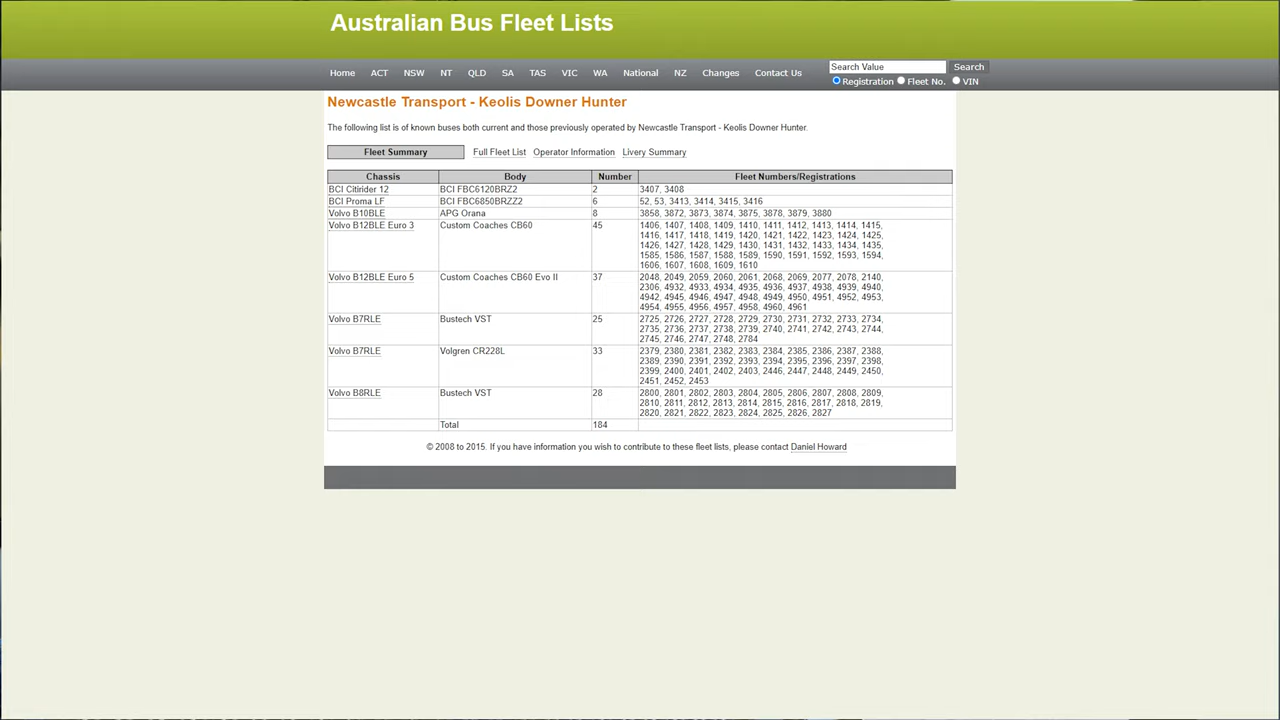 Australian Bus Fleet Lists
Home ACT NSW NT QLD SA TAS VIC WA National NZ Changes Contact Us
Search Value Search
Registration Fleet No. VIN
Newcastle Transport - Keolis Downer Hunter
The following list is of known buses both current and those previously operated by Newcastle Transport - Keolis Downer Hunter.
Fleet Summary Full Fleet List Operator Information Livery Summary
Chassis Body Number Fleet Numbers/Registrations
BCI Citirider 12 BCI FBC6120BRZ2 2 3407, 3408
BCI Proma LF BCI FBC6850BRZZ2 6 52, 53, 3413, 3414, 3415, 3416
Volvo B10BLE APG Orana 8 3858, 3872, 3873, 3874, 3875, 3878, 3879, 3880
Volvo B12BLE Euro 3 Custom Coaches CB60 45 1406, 1407, 1408, 1409, 1410, 1411, 1412, 1413, 1414, 1415,
1416, 1417, 1418, 1419, 1420, 1421, 1422, 1423, 1424, 1425,
1426, 1427, 1428, 1429, 1430, 1431, 1432, 1433, 1434, 1435,
1585, 1586, 1587, 1588, 1589, 1590, 1591, 1592, 1593, 1594,
1606, 1607, 1608, 1609, 1610
Volvo B12BLE Euro 5 Custom Coaches CB60 Evo II 37 2048, 2049, 2059, 2060, 2061, 2068, 2069, 2077, 2078, 2140,
2306, 4932, 4933, 4934, 4935, 4936, 4937, 4938, 4939, 4940,
4942, 4945, 4946, 4947, 4948, 4949, 4950, 4951, 4952, 4953,
4954, 4955, 4956, 4957, 4958, 4960, 4961
Volvo B7RLE Bustech VST 25 2725, 2726, 2727, 2728, 2729, 2730, 2731, 2732, 2733, 2734,
2735, 2736, 2737, 2738, 2739, 2740, 2741, 2742, 2743, 2744,
2745, 2746, 2747, 2748, 2784
Volvo B7RLE Volgren CR228L 33 2379, 2380, 2381, 2382, 2383, 2384, 2385, 2386, 2387, 2388,
2389, 2390, 2391, 2392, 2393, 2394, 2395, 2396, 2397, 2398,
2399, 2400, 2401, 2402, 2403, 2446, 2447, 2448, 2449, 2450,
2451, 2452, 2453
Volvo B8RLE Bustech VST 28 2800, 2801, 2802, 2803, 2804, 2805, 2806, 2807, 2808, 2809,
2810, 2811, 2812, 2813, 2814, 2815, 2816, 2817, 2818, 2819,
2820, 2821, 2822, 2823, 2824, 2825, 2826, 2827
Total 184
© 2008 to 2015. If you have information you wish to contribute to these fleet lists, please contact Daniel Howard